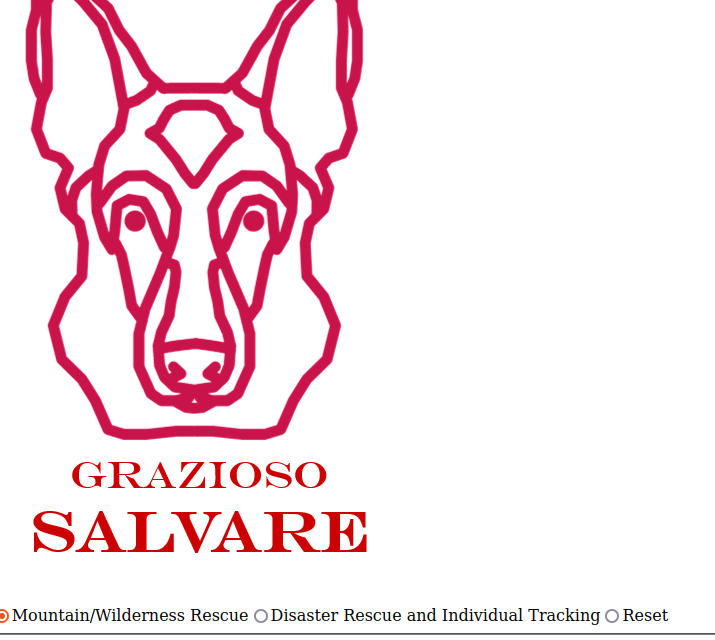 GRAZIOSO
SALVARE
Mountain/Wilderness Rescue Disaster Rescue and Individual Tracking Reset